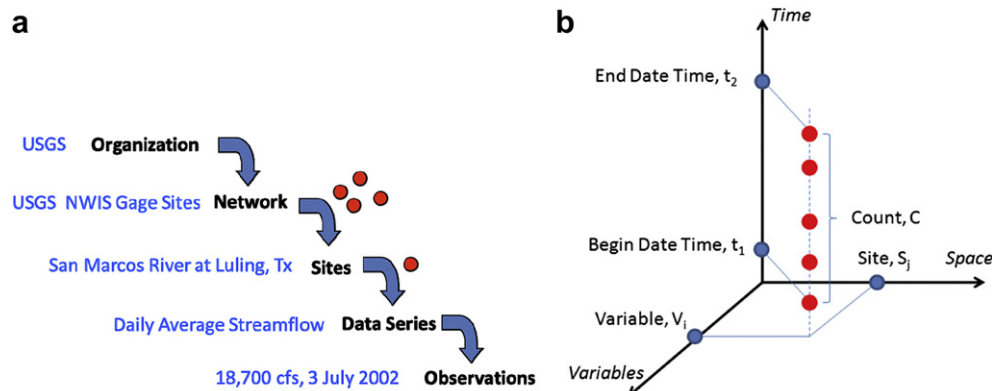 a
USGS Organization
USGS NWIS Gage Sites Network
San Marcos River at Luling, Tx Sites
Daily Average Streamflow Data Series
18,700 cfs, 3 July 2002 Observations
b
Time
End Date Time, t₂
Count, C
Begin Date Time, t₁
Site, Sⱼ
Space
Variable, Vᵢ
Variables